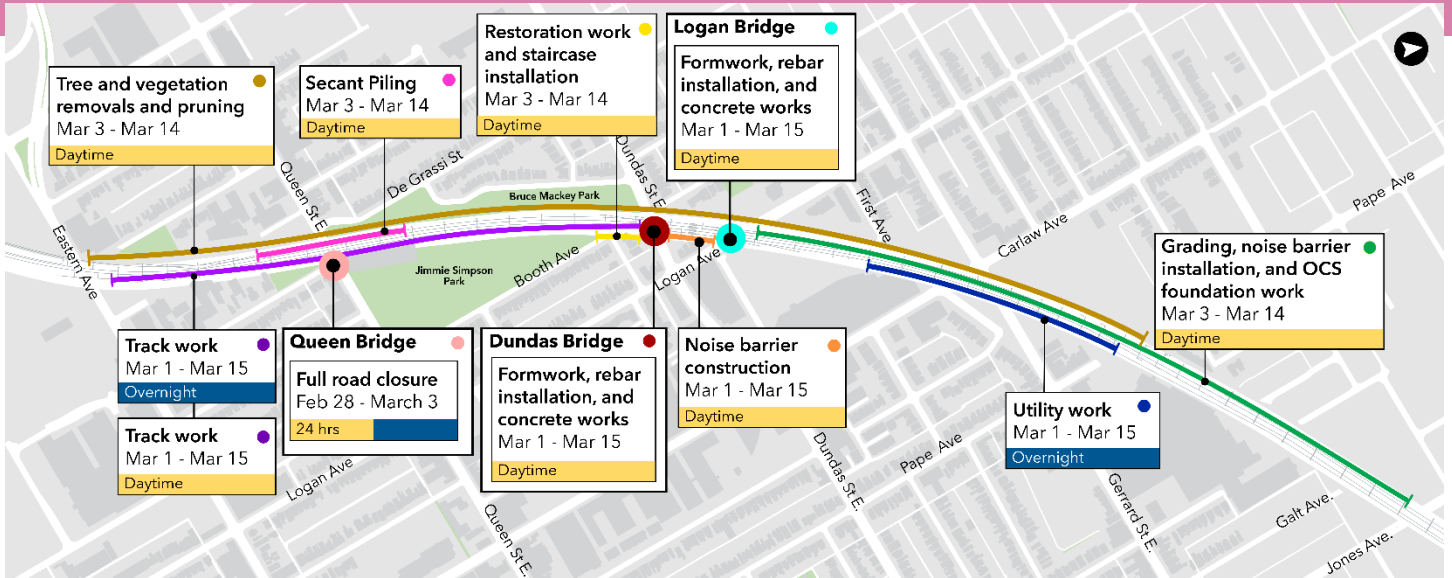 Tree and vegetation
removals and pruning
Mar 3 - Mar 14
Daytime
Secant Piling
Mar 3 - Mar 14
Daytime
Restoration work
and staircase
installation
Mar 3 - Mar 14
Daytime
Logan Bridge
Formwork, rebar
installation, and
concrete works
Mar 1 - Mar 15
Daytime
Eastern Ave
Queen St E.
De Grassi St
Bruce Mackey Park
Dundas St E.
First Ave
Carlaw Ave
Pape Ave
Jimmie Simpson
Park
Booth Ave
Logan Ave
Grading, noise barrier
installation, and OCS
foundation work
Mar 3 - Mar 14
Daytime
Track work
Mar 1 - Mar 15
Overnight
Track work
Mar 1 - Mar 15
Daytime
Queen Bridge
Full road closure
Feb 28 - March 3
24 hrs
Dundas Bridge
Formwork, rebar
installation, and
concrete works
Mar 1 - Mar 15
Daytime
Noise barrier
construction
Mar 1 - Mar 15
Daytime
Utility work
Mar 1 - Mar 15
Overnight
Logan Ave
Queen St E.
Dundas St E.
Pape Ave
Gerrard St E.
Galt Ave.
Jones Ave.